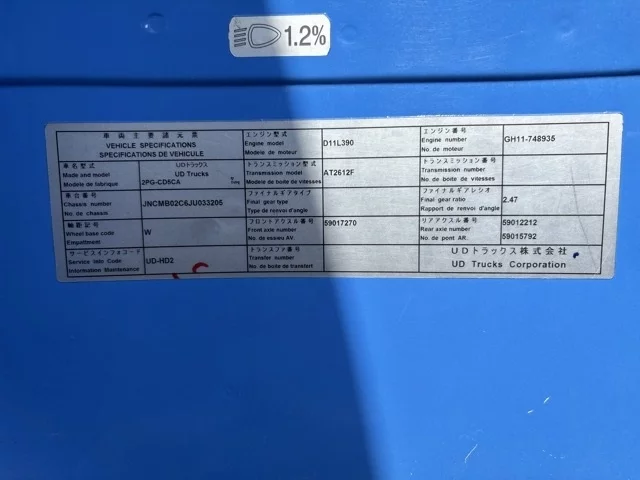 1.2%
車両主要諸元票
VEHICLE SPECIFICATIONS
SPECIFICATIONS DE VEHICULE
エンジン型式
Engine model
Modele de moteur
D11L390
エンジン番号
Engine number
No. de moteur
GH11-748935
車名型式
Made and model
Modele de fabrique
UDトラックス
UD Trucks
2PG-CD5CA
トランスミッション型式
Transmission model
Modele de boite de vitesses
AT2612F
トランスミッション番号
Transmission number
No. de boite de vitesses
車台番号
Chassis number
No. de chassis
JNCMB02C6JU033205
ファイナルギアタイプ
Final gear type
Type de renvoi d'angle
ファイナルギアレシオ
Final gear ratio
Rapport de renvoi d'angle
2.47
軸距記号
Wheel base code
Empattement
W
フロントアクスル番号
Front axle number
No. de essieu AV.
59017270
リアアクスル番号
Rear axle number
No. de pont AR.
59012212
59015792
サービスインフォコード
Service Info Code
Information Maintenance
UD-HD2
トランスファ番号
Transfer number
No. de boite de transfert
UDトラックス株式会社
UD Trucks Corporation